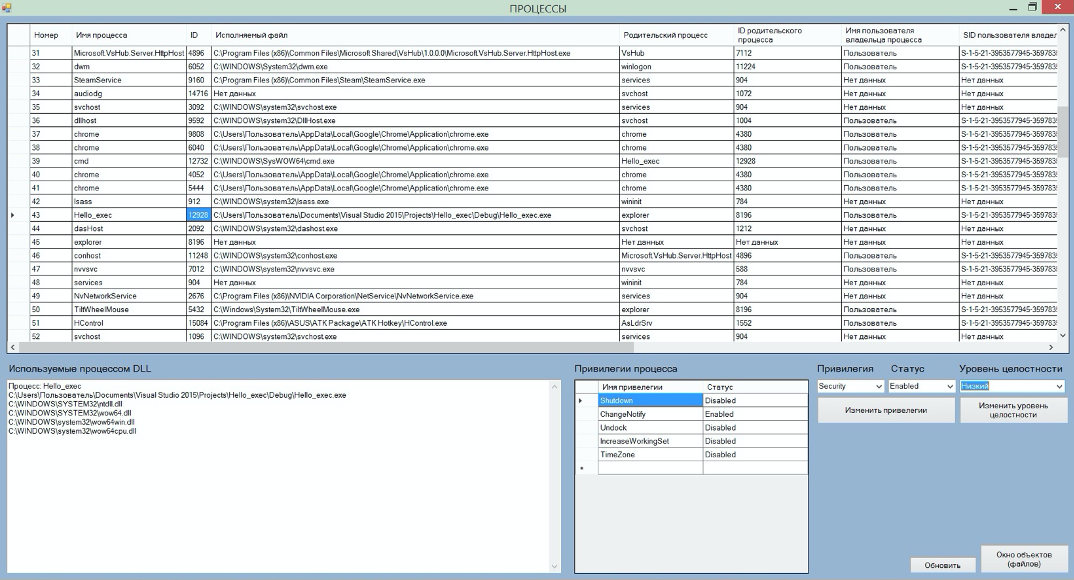 ПРОЦЕССЫ
Номер Имя процесса ID Исполняемый файл Родительский процесс ID родительского процесса Имя пользователя владельца процесса SID пользователя владел
31 Microsoft.VsHub.Server.HttpHost 4896 C:\Program Files (x86)\Common Files\Microsoft Shared\VsHub\1.0.0.0\Microsoft.VsHub.Server.HttpHost.exe VsHub 7112 Пользователь S-1-5-21-3953577945-359783
32 dwm 6052 C:\WINDOWS\System32\dwm.exe winlogon 11224 Пользователь S-1-5-21-3953577945-359783
33 SteamService 9160 C:\Program Files (x86)\Common Files\Steam\SteamService.exe services 904 Нет данных Нет данных
34 audiodg 14716 Нет данных svchost 1072 Нет данных Нет данных
35 svchost 3092 C:\WINDOWS\system32\svchost.exe services 904 Нет данных Нет данных
36 dllhost 9592 C:\WINDOWS\system32\DllHost.exe svchost 1004 Пользователь S-1-5-21-3953577945-359783
37 chrome 9808 C:\Users\Пользователь\AppData\Local\Google\Chrome\Application\chrome.exe chrome 4380 Пользователь S-1-5-21-3953577945-359783
38 chrome 6040 C:\Users\Пользователь\AppData\Local\Google\Chrome\Application\chrome.exe chrome 4380 Пользователь S-1-5-21-3953577945-359783
39 cmd 12732 C:\WINDOWS\SysWOW64\cmd.exe Hello_exec 12928 Пользователь S-1-5-21-3953577945-359783
40 chrome 4052 C:\Users\Пользователь\AppData\Local\Google\Chrome\Application\chrome.exe chrome 4380 Пользователь S-1-5-21-3953577945-359783
41 chrome 5444 C:\Users\Пользователь\AppData\Local\Google\Chrome\Application\chrome.exe chrome 4380 Пользователь S-1-5-21-3953577945-359783
42 lsass 912 C:\WINDOWS\system32\lsass.exe wininit 784 Нет данных Нет данных
43 Hello_exec 12928 C:\Users\Пользователь\Documents\Visual Studio 2015\Projects\Hello_exec\Debug\Hello_exec.exe explorer 8196 Пользователь S-1-5-21-3953577945-359783
44 dasHost 2092 C:\WINDOWS\system32\dashost.exe svchost 1212 Нет данных Нет данных
45 explorer 8196 Нет данных Нет данных Нет данных Нет данных Нет данных
46 conhost 11248 C:\WINDOWS\system32\conhost.exe Microsoft.VsHub.Server.HttpHost 4896 Пользователь S-1-5-21-3953577945-359783
47 nvvsvc 7012 C:\WINDOWS\system32\nvvsvc.exe nvvsvc 588 Нет данных Нет данных
48 services 904 Нет данных wininit 784 Нет данных Нет данных
49 NvNetworkService 2676 C:\Program Files (x86)\NVIDIA Corporation\NetService\NvNetworkService.exe services 904 Нет данных Нет данных
50 TiltWheelMouse 5432 C:\Windows\System32\TiltWheelMouse.exe explorer 8196 Пользователь S-1-5-21-3953577945-359783
51 HControl 15084 C:\Program Files (x86)\ASUS\ATK Package\ATK Hotkey\HControl.exe AsLdrSrv 1552 Пользователь S-1-5-21-3953577945-359783
52 svchost 1096 C:\WINDOWS\system32\svchost.exe services 904 Нет данных Нет данных
Используемые процессом DLL
Процесс: Hello_exec
C:\Users\Пользователь\Documents\Visual Studio 2015\Projects\Hello_exec\Debug\Hello_exec.exe
C:\WINDOWS\SYSTEM32\ntdll.dll
C:\WINDOWS\SYSTEM32\wow64.dll
C:\WINDOWS\system32\wow64win.dll
C:\WINDOWS\system32\wow64cpu.dll
Привилегии процесса
Имя привилегии Статус
Shutdown Disabled
ChangeNotify Enabled
Undock Disabled
IncreaseWorkingSet Disabled
TimeZone Disabled
Привилегия Статус Уровень целостности
Security Enabled Низкий
Изменить привилегии
Изменить уровень целостности
Обновить
Окно объектов (файлов)